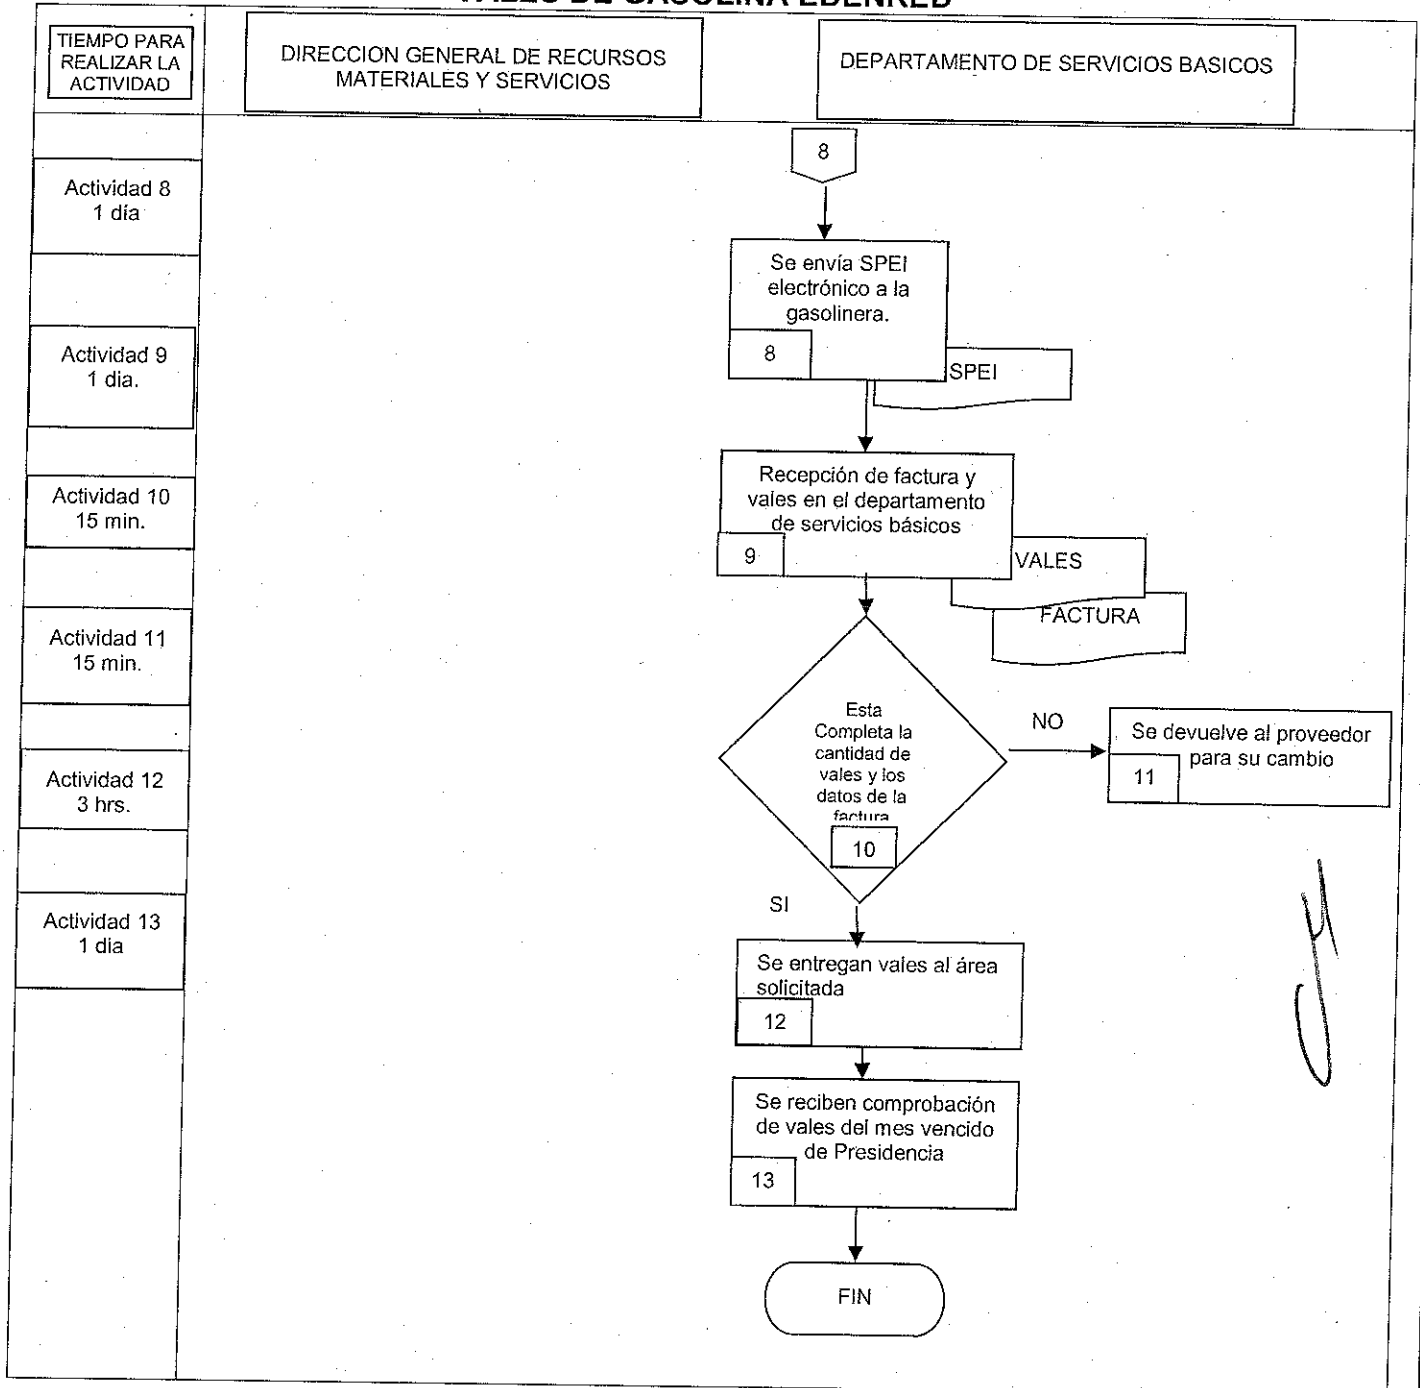 VALES DE GASOLINA EDENRED
TIEMPO PARA
REALIZAR LA
ACTIVIDAD
DIRECCION GENERAL DE RECURSOS
MATERIALES Y SERVICIOS
DEPARTAMENTO DE SERVICIOS BASICOS
8
Actividad 8
1 día
Se envía SPEI
electrónico a la
gasolinera.
8
SPEI
Actividad 9
1 dia.
Recepción de factura y
vales en el departamento
de servicios básicos
9
VALES
FACTURA
Actividad 10
15 min.
Actividad 11
15 min.
Esta
Completa la
cantidad de
vales y los
datos de la
factura
10
NO
Se devuelve al proveedor
para su cambio
11
Actividad 12
3 hrs.
SI
Actividad 13
1 dia
Se entregan vales al área
solicitada
12
Se reciben comprobación
de vales del mes vencido
de Presidencia
13
FIN